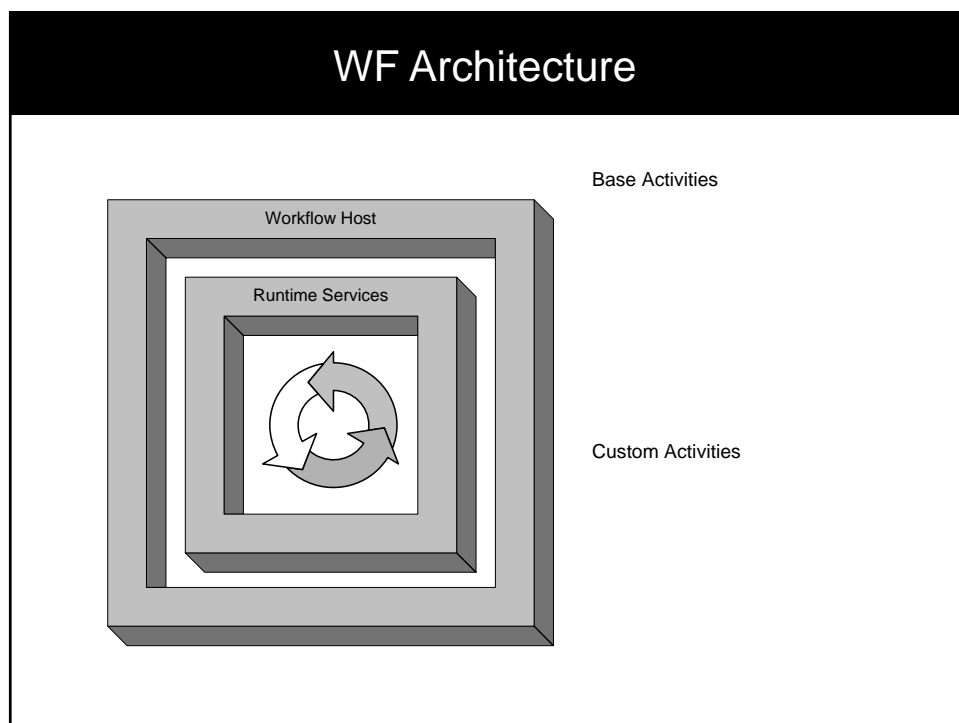 WF Architecture
Base Activities
Workflow Host
Runtime Services
Custom Activities